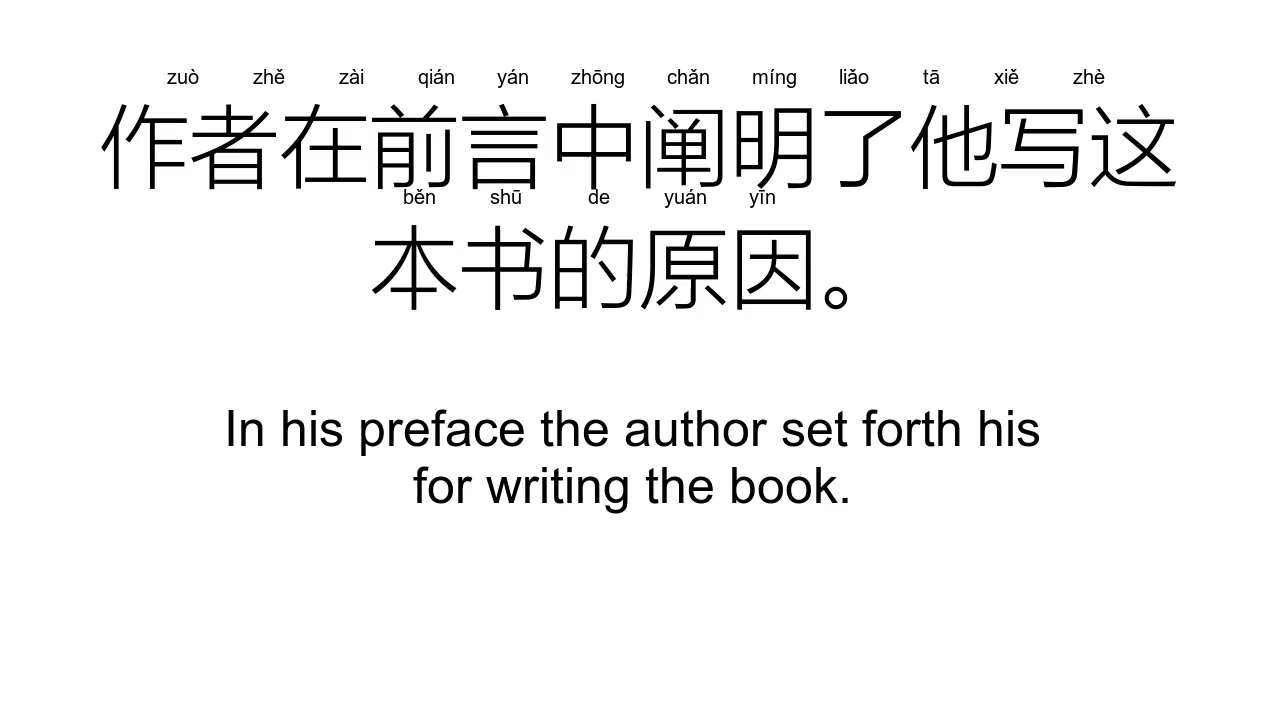 zuò zhě zài qián yán zhōng chǎn míng liǎo tā xiě zhè
作者在前言中阐明了他写这
běn shū de yuán yīn
本书的原因。
In his preface the author set forth his
for writing the book.